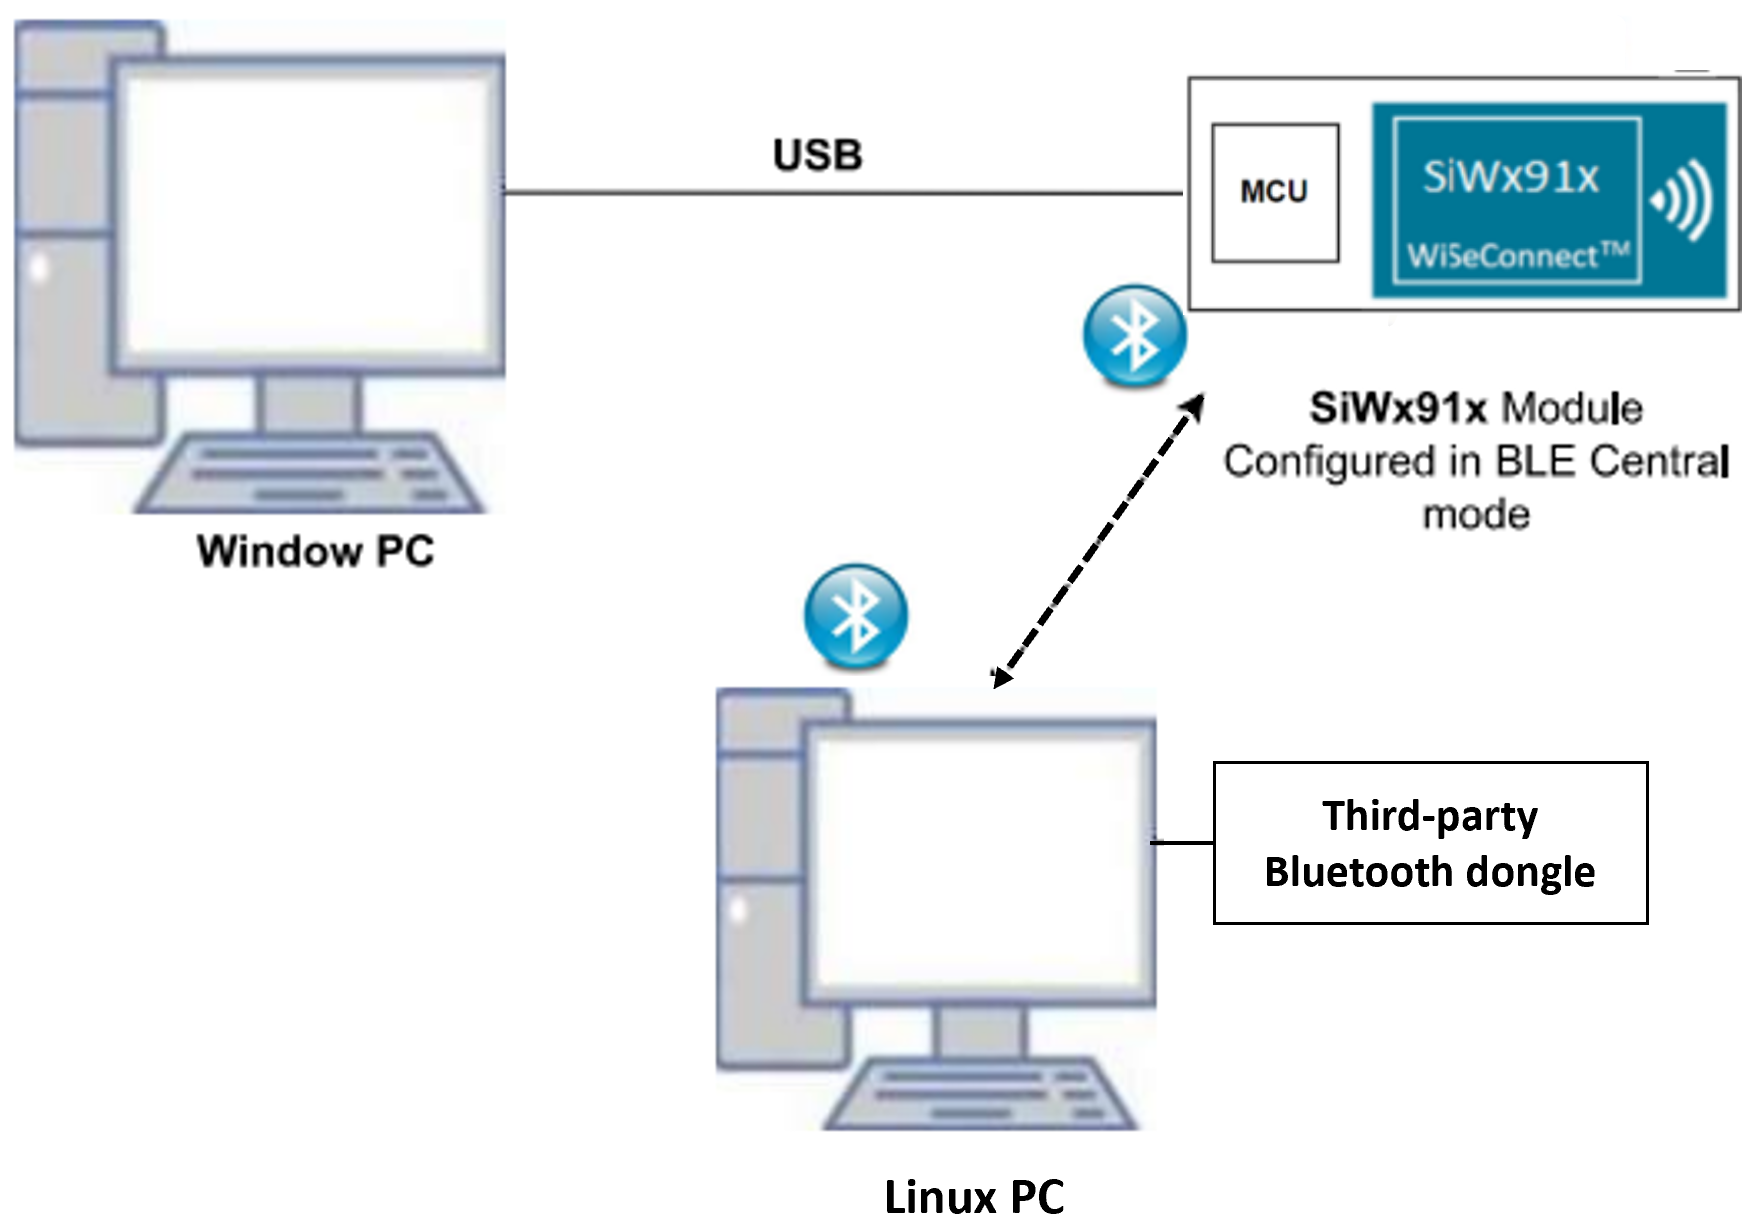 USB
MCU
SiWx91x
WiSeConnect™
SiWx91x Module
Configured in BLE Central
mode
Window PC
Third-party
Bluetooth dongle
Linux PC